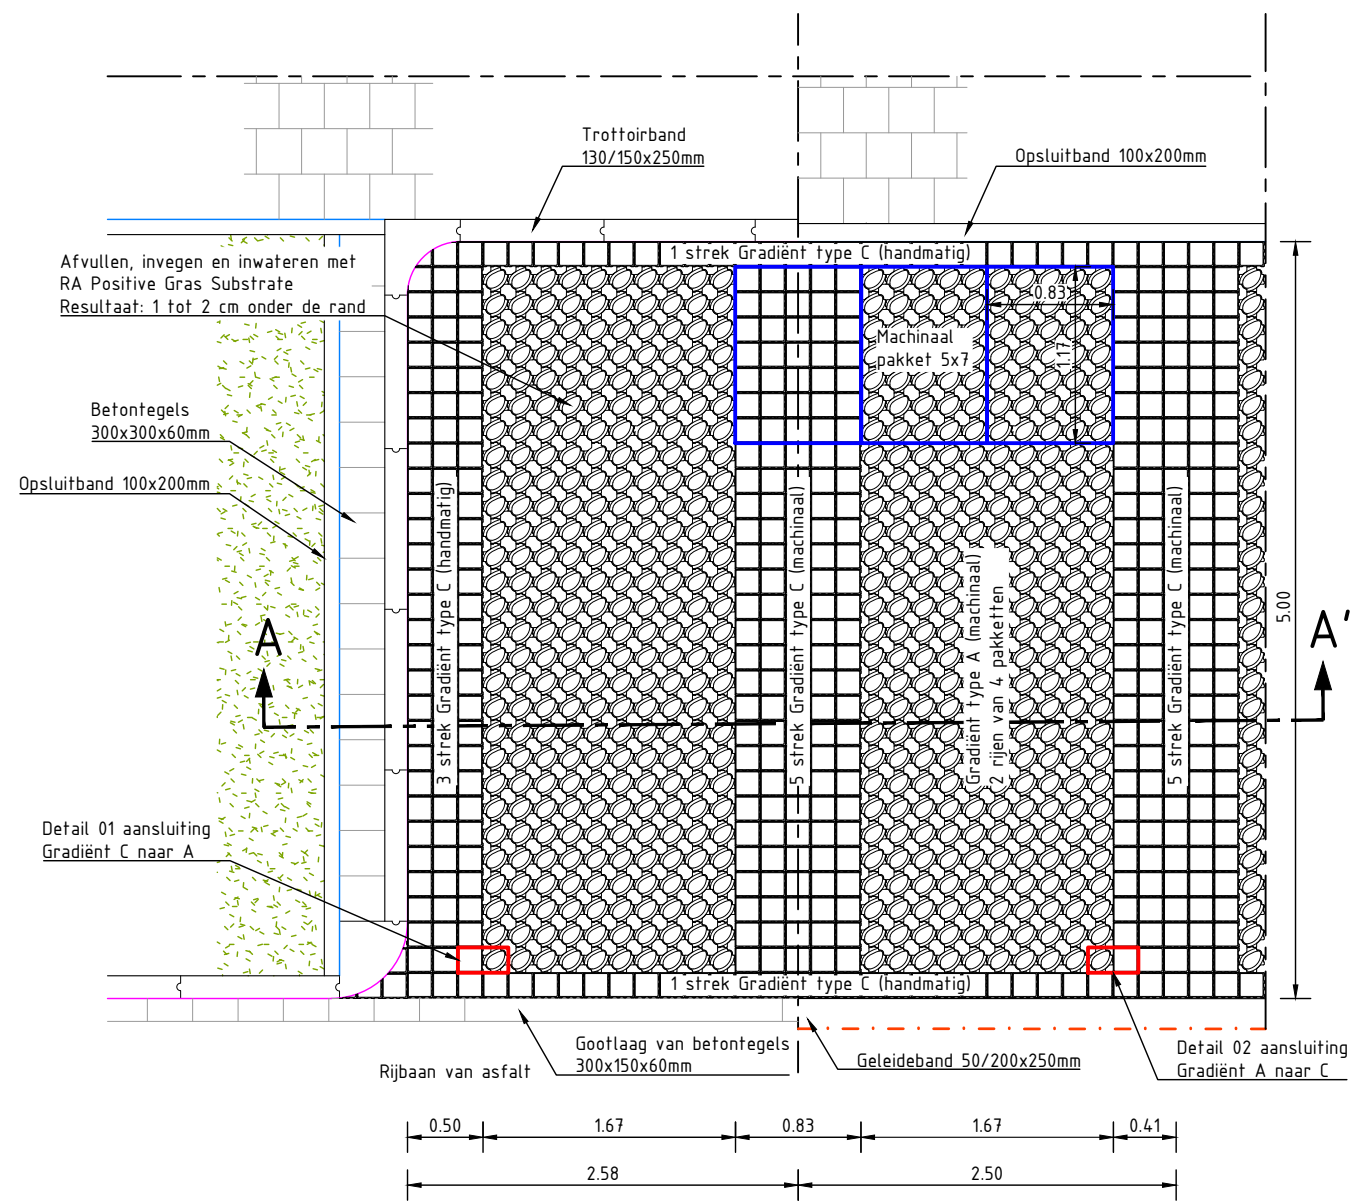 Trottoirband
130/150x250mm
Opsluitband 100x200mm
1 strek Gradiënt type C (handmatig)
Afvullen, invegen en inwateren met
RA Positive Gras Substrate
Resultaat: 1 tot 2 cm onder de rand
0.83
1.17
Machinaal
pakket 5x7
Betontegels
300x300x60mm
Opsluitband 100x200mm
3 strek Gradiënt type C (handmatig)
5 strek Gradiënt type C (machinaal)
Gradiënt type A (machinaal)
2 rijen van 4 pakketten
5 strek Gradiënt type C (machinaal)
5.00
A
A'
Detail 01 aansluiting
Gradiënt C naar A
1 strek Gradiënt type C (handmatig)
Gootlaag van betontegels
300x150x60mm
Rijbaan van asfalt
Geleideband 50/200x250mm
Detail 02 aansluiting
Gradiënt A naar C
0.50
1.67
0.83
1.67
0.41
2.58
2.50